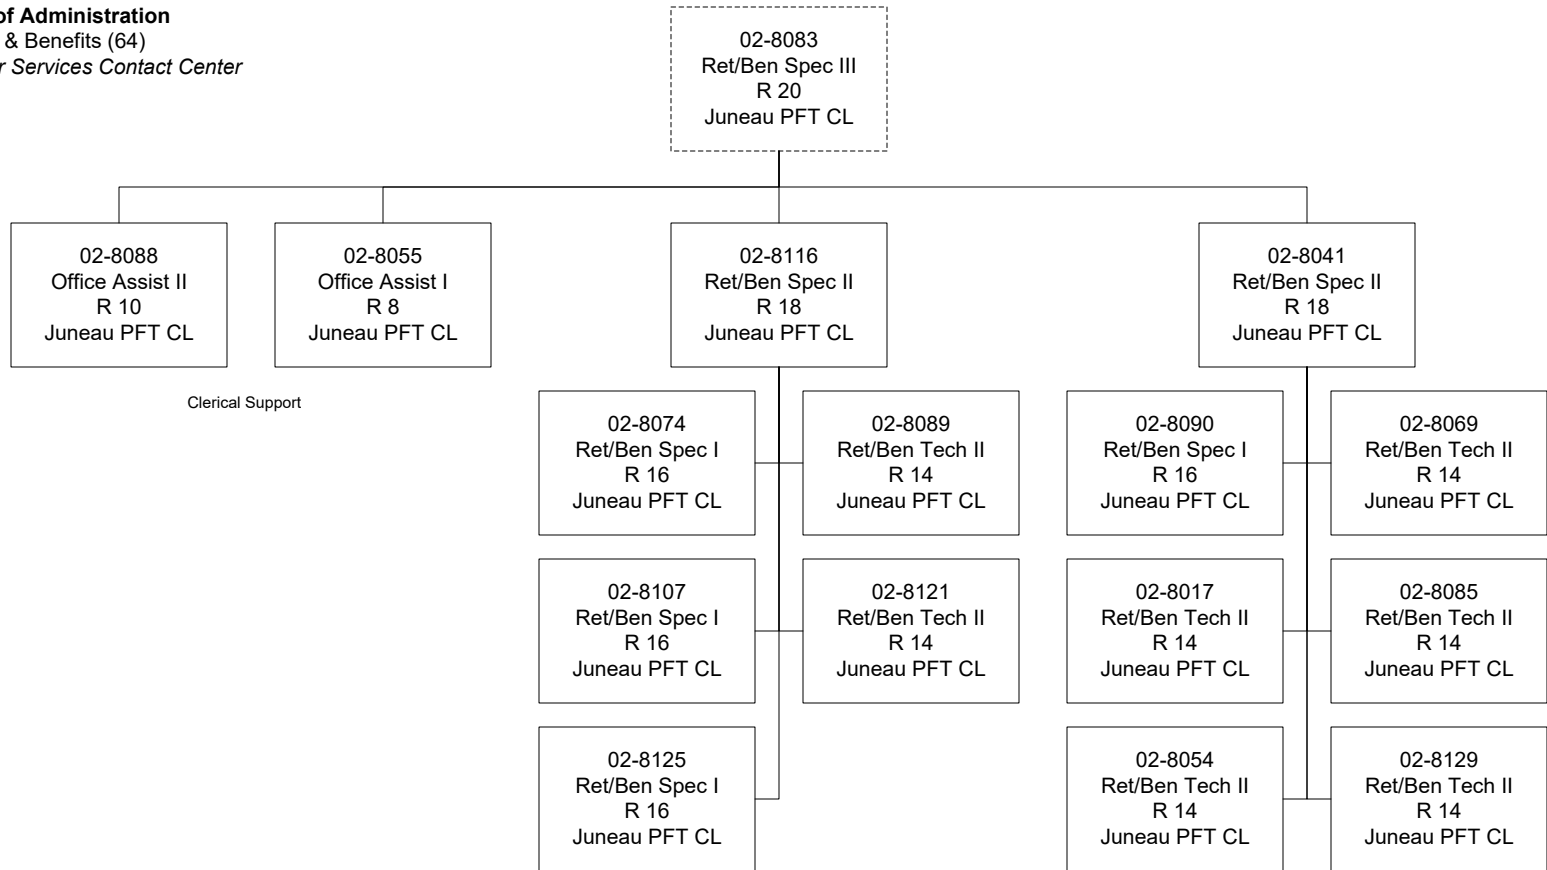 of Administration
& Benefits (64)
r Services Contact Center
02-8083
Ret/Ben Spec III
R 20
Juneau PFT CL
02-8088
Office Assist II
R 10
Juneau PFT CL
02-8055
Office Assist I
R 8
Juneau PFT CL
02-8116
Ret/Ben Spec II
R 18
Juneau PFT CL
02-8041
Ret/Ben Spec II
R 18
Juneau PFT CL
Clerical Support
02-8074
Ret/Ben Spec I
R 16
Juneau PFT CL
02-8089
Ret/Ben Tech II
R 14
Juneau PFT CL
02-8090
Ret/Ben Spec I
R 16
Juneau PFT CL
02-8069
Ret/Ben Tech II
R 14
Juneau PFT CL
02-8107
Ret/Ben Spec I
R 16
Juneau PFT CL
02-8121
Ret/Ben Tech II
R 14
Juneau PFT CL
02-8017
Ret/Ben Tech II
R 14
Juneau PFT CL
02-8085
Ret/Ben Tech II
R 14
Juneau PFT CL
02-8125
Ret/Ben Spec I
R 16
Juneau PFT CL
02-8054
Ret/Ben Tech II
R 14
Juneau PFT CL
02-8129
Ret/Ben Tech II
R 14
Juneau PFT CL